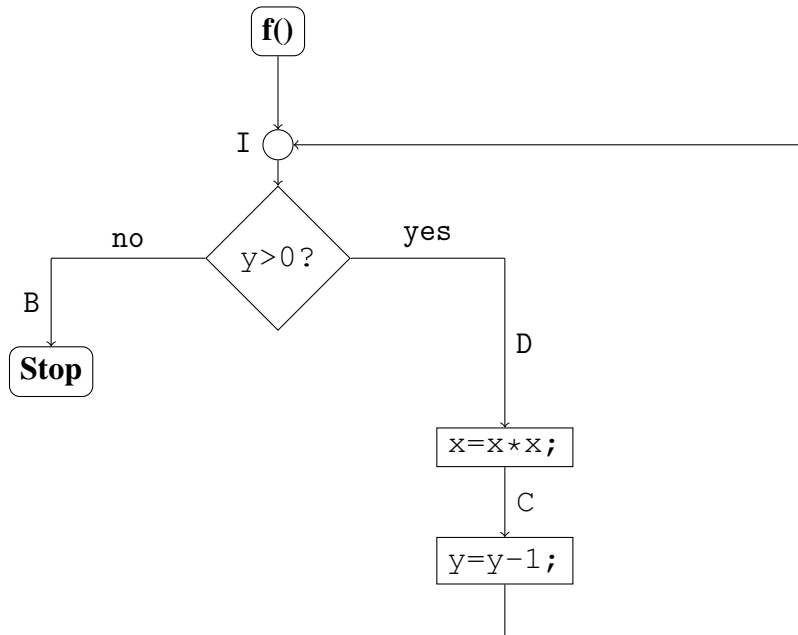 f()
I
no
y>0?
yes
B
Stop
D
x=x*x;
C
y=y-1;